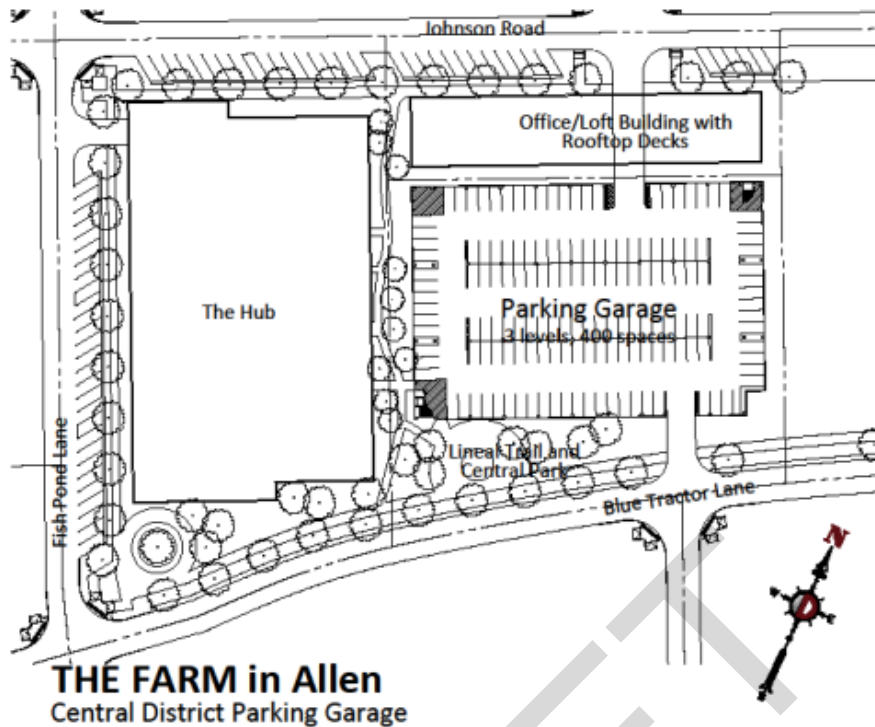 Johnson Road
Office/Loft Building with
Rooftop Decks
The Hub
Parking Garage
3 levels, 400 spaces
Fish Pond Lane
Lineal Trail and
Central Park
Blue Tractor Lane
N
THE FARM in Allen
Central District Parking Garage